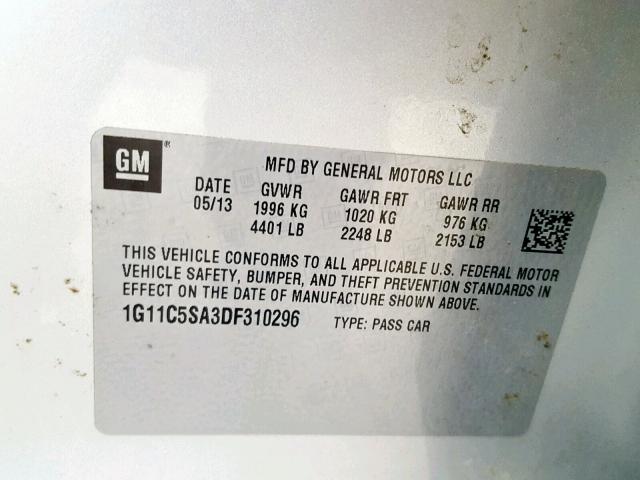 GM®
MFD BY GENERAL MOTORS LLC
DATE GVWR GAWR FRT GAWR RR
05/13 1996 KG 1020 KG 976 KG
4401 LB 2248 LB 2153 LB
THIS VEHICLE CONFORMS TO ALL APPLICABLE U.S. FEDERAL MOTOR
VEHICLE SAFETY, BUMPER, AND THEFT PREVENTION STANDARDS IN
EFFECT ON THE DATE OF MANUFACTURE SHOWN ABOVE.
1G11C5SA3DF310296 TYPE: PASS CAR